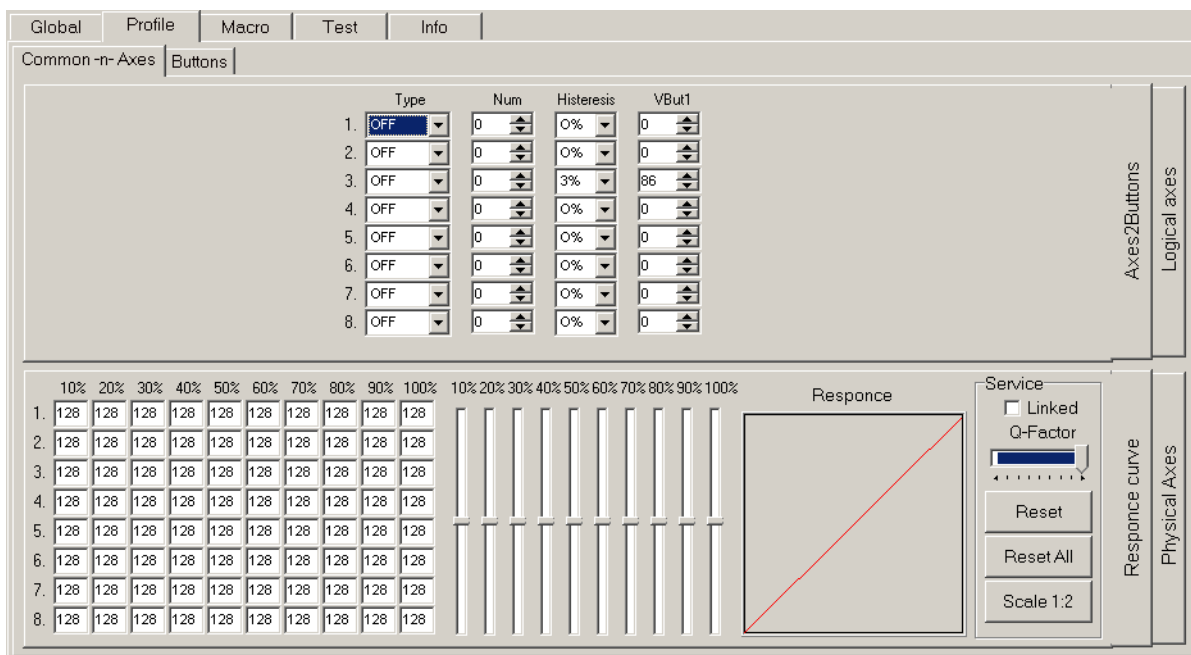 Global Profile Macro Test Info
Common -n- Axes Buttons
Type Num Histeresis VBut1
1. OFF 0 0% 0
2. OFF 0 0% 0
3. OFF 0 3% 86
4. OFF 0 0% 0
5. OFF 0 0% 0
6. OFF 0 0% 0
7. OFF 0 0% 0
8. OFF 0 0% 0
Axes2Buttons
Logical axes
10% 20% 30% 40% 50% 60% 70% 80% 90% 100%
1. 128 128 128 128 128 128 128 128 128 128
2. 128 128 128 128 128 128 128 128 128 128
3. 128 128 128 128 128 128 128 128 128 128
4. 128 128 128 128 128 128 128 128 128 128
5. 128 128 128 128 128 128 128 128 128 128
6. 128 128 128 128 128 128 128 128 128 128
7. 128 128 128 128 128 128 128 128 128 128
8. 128 128 128 128 128 128 128 128 128 128
10% 20% 30% 40% 50% 60% 70% 80% 90% 100%
Responce
Service
Linked
Q-Factor
Reset
Reset All
Scale 1:2
Responce curve
Physical Axes